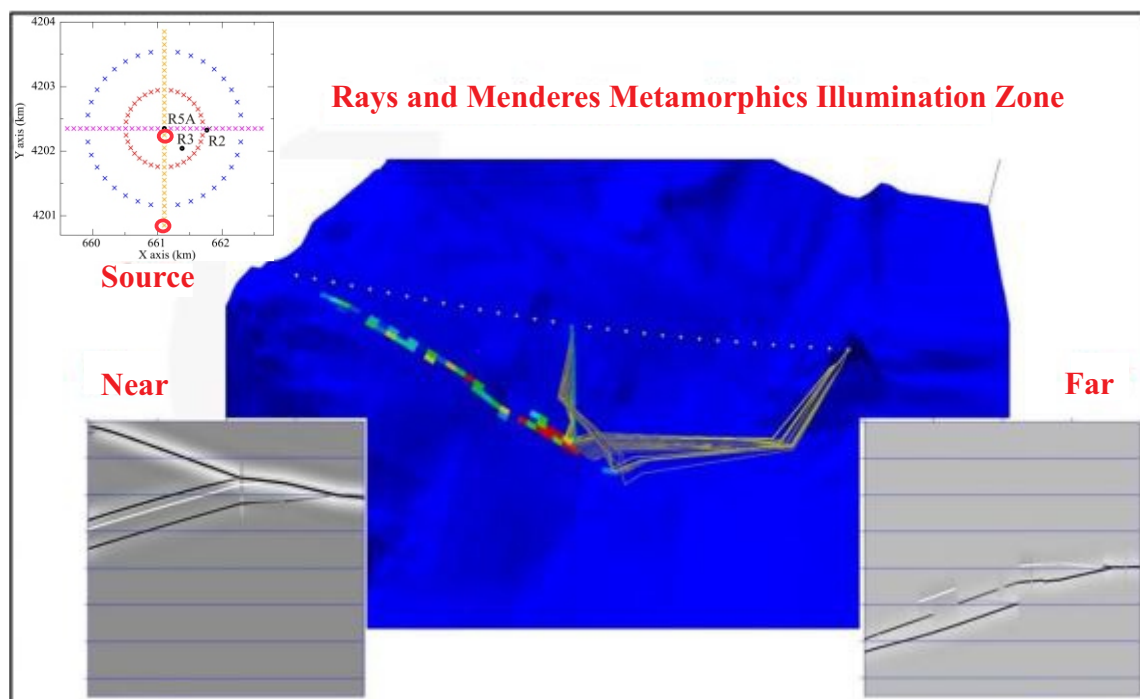 4204
4203
4202
4201
Y axis (km)
R5A
R3
R2
660
661
662
X axis (km)
Rays and Menderes Metamorphics Illumination Zone
Source
Near
Far